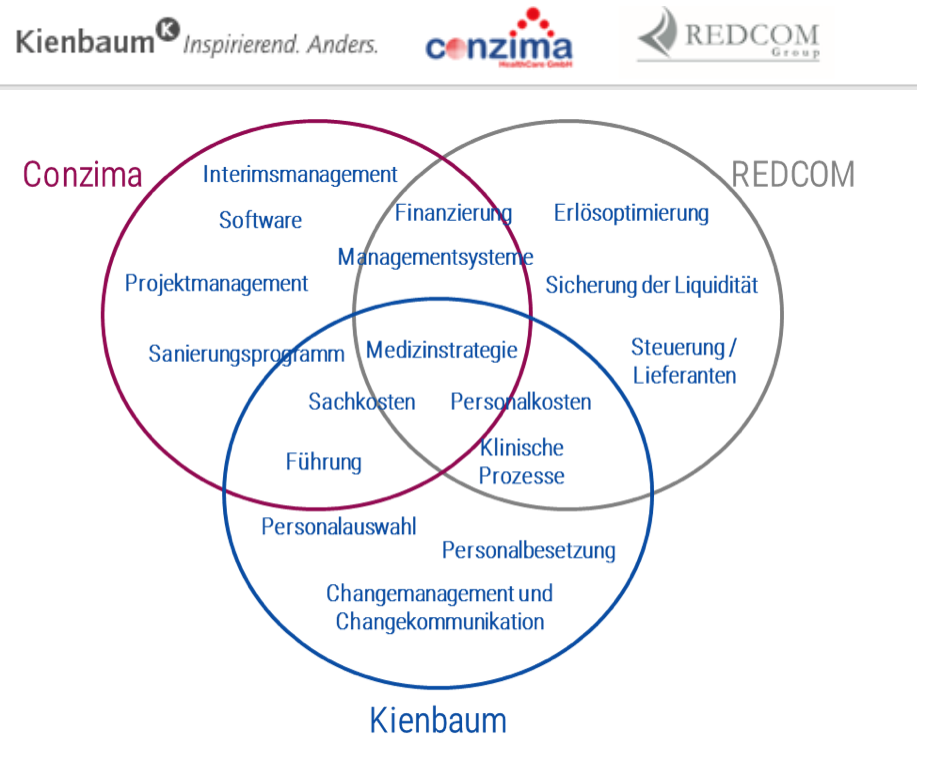 Kienbaum K Inspirierend. Anders.
conzima
HealthCare GmbH
REDCOM
Group
Conzima
REDCOM
Interimsmanagement
Software
Finanzierung
Erlösoptimierung
Managementsysteme
Projektmanagement
Sicherung der Liquidität
Sanierungsprogramm
Medizinstrategie
Steuerung /
Lieferanten
Sachkosten
Personalkosten
Führung
Klinische
Prozesse
Personalauswahl
Personalbesetzung
Changemanagement und
Changekommunikation
Kienbaum